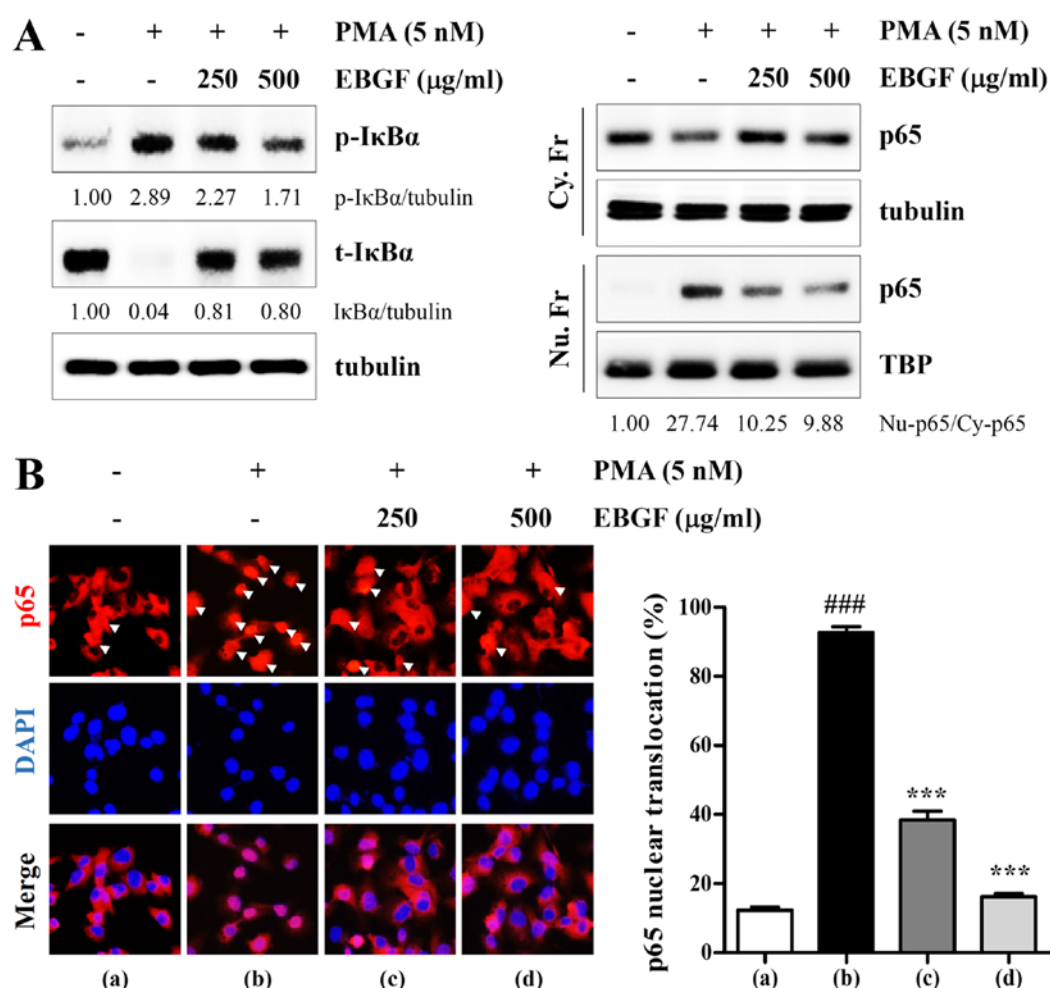 A
- + + + PMA (5 nM)
- - 250 500 EBGF (μg/ml)
p-IκBα
1.00 2.89 2.27 1.71 p-IκBα/tubulin
t-IκBα
1.00 0.04 0.81 0.80 IκBα/tubulin
tubulin
- + + + PMA (5 nM)
- - 250 500 EBGF (μg/ml)
Cy. Fr
p65
tubulin
Nu. Fr
p65
TBP
1.00 27.74 10.25 9.88 Nu-p65/Cy-p65
B
- + + + PMA (5 nM)
- - 250 500 EBGF (μg/ml)
p65
DAPI
Merge
(a) (b) (c) (d)
p65 nuclear translocation (%)
100
80
60
40
20
0
###
***
***
(a) (b) (c) (d)